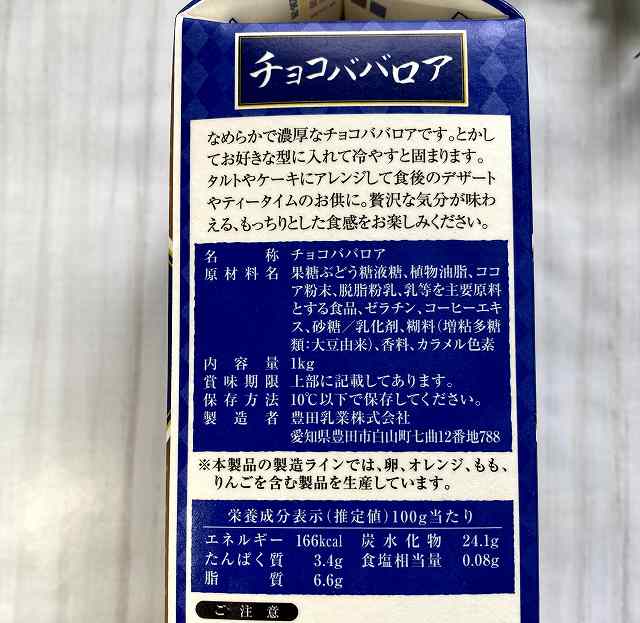 チョコババロア
なめらかで濃厚なチョコババロアです。とかし
てお好きな型に入れて冷やすと固まります。
タルトやケーキにアレンジして食後のデザート
やティータイムのお供に。贅沢な気分が味わ
える、もっちりとした食感をお楽しみください。
名称 チョコババロア
原材料名 果糖ぶどう糖液糖、植物油脂、ココ
ア粉末、脱脂粉乳、乳等を主要原料
とする食品、ゼラチン、コーヒーエキ
ス、砂糖／乳化剤、糊料(増粘多糖
類:大豆由来)、香料、カラメル色素
内容量 1kg
賞味期限 上部に記載してあります。
保存方法 10℃以下で保存してください。
製造者 豊田乳業株式会社
愛知県豊田市白山町七曲12番地788
※本製品の製造ラインでは、卵、オレンジ、もも、
りんごを含む製品を生産しています。
栄養成分表示(推定値)100g当たり
エネルギー 166kcal 炭水化物 24.1g
たんぱく質 3.4g 食塩相当量 0.08g
脂質 6.6g
ご注意